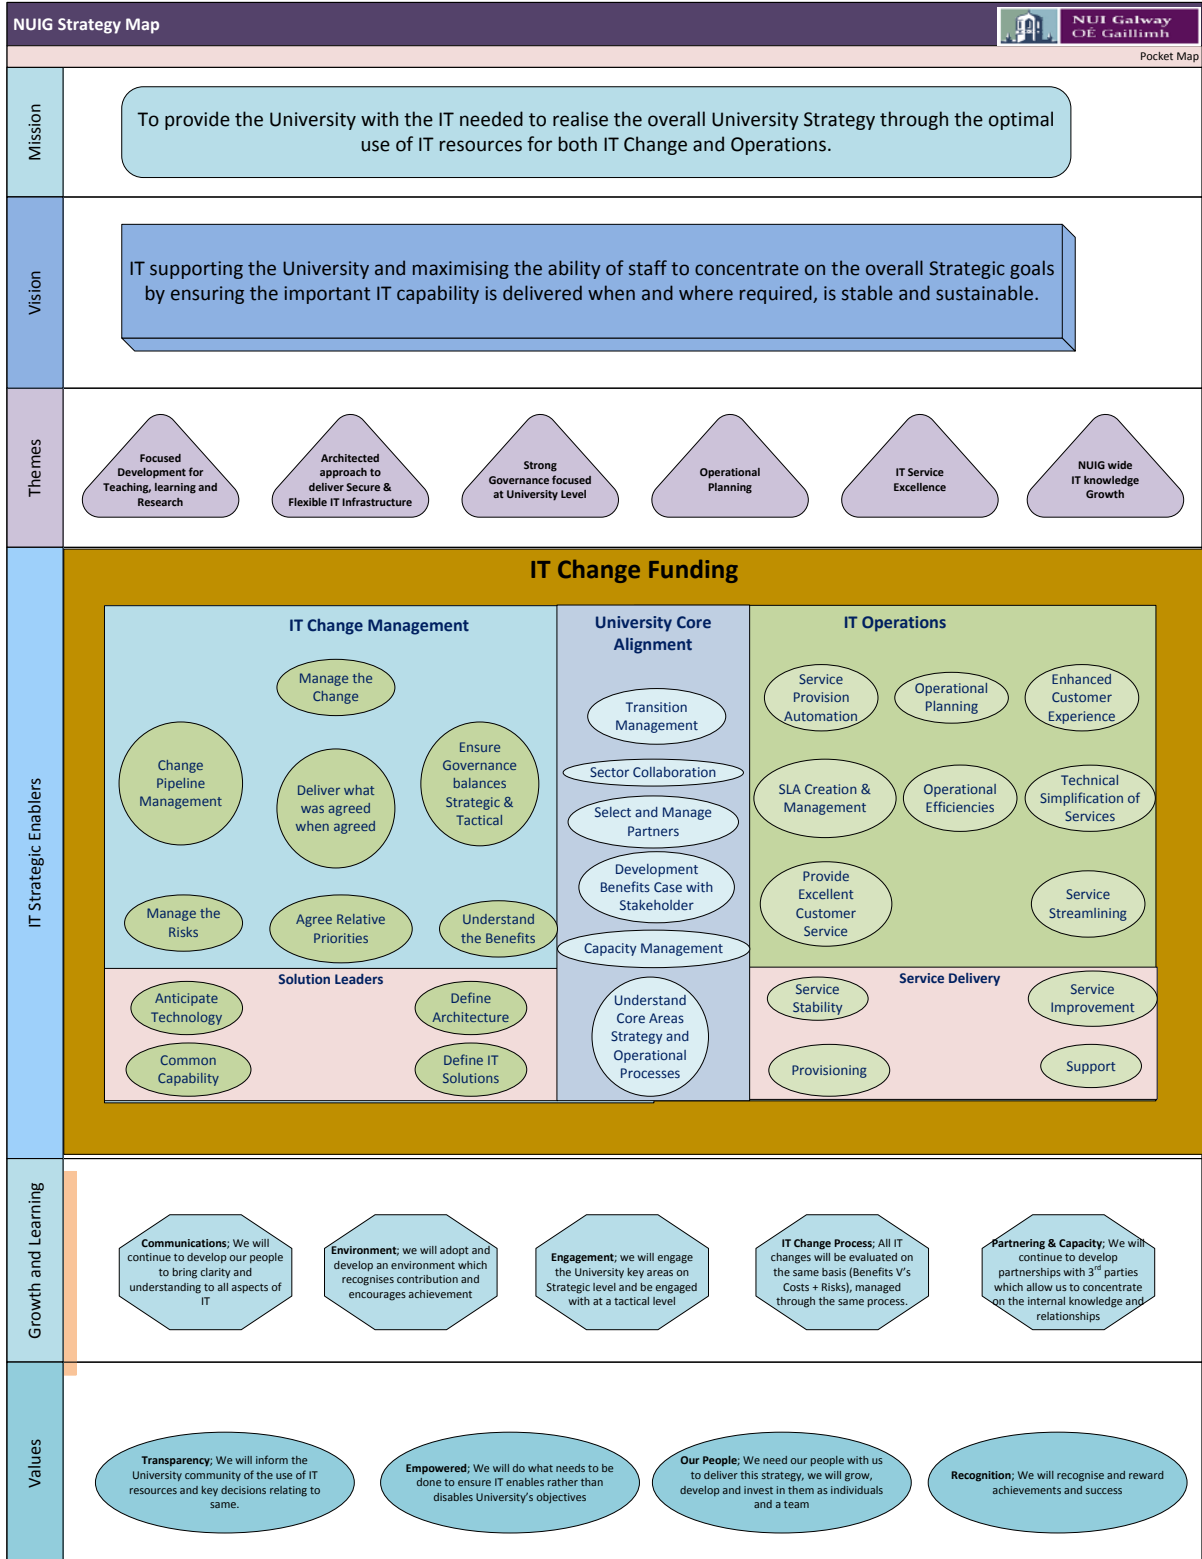 NUIG Strategy Map
NUI Galway
OÉ Gaillimh
Pocket Map
Mission
To provide the University with the IT needed to realise the overall University Strategy through the optimal
use of IT resources for both IT Change and Operations.
Vision
IT supporting the University and maximising the ability of staff to concentrate on the overall Strategic goals
by ensuring the important IT capability is delivered when and where required, is stable and sustainable.
Themes
Focused
Development for
Teaching, learning and
Research
Architected
approach to
deliver Secure &
Flexible IT Infrastructure
Strong
Governance focused
at University Level
Operational
Planning
IT Service
Excellence
NUIG wide
IT knowledge
Growth
IT Strategic Enablers
IT Change Funding
IT Change Management
Manage the
Change
Change
Pipeline
Management
Deliver what
was agreed
when agreed
Ensure
Governance
balances
Strategic &
Tactical
Manage the
Risks
Agree Relative
Priorities
Understand
the Benefits
Solution Leaders
Anticipate
Technology
Define
Architecture
Common
Capability
Define IT
Solutions
University Core
Alignment
Transition
Management
Sector Collaboration
Select and Manage
Partners
Development
Benefits Case with
Stakeholder
Capacity Management
Understand
Core Areas
Strategy and
Operational
Processes
IT Operations
Service
Provision
Automation
Operational
Planning
Enhanced
Customer
Experience
SLA Creation &
Management
Operational
Efficiencies
Technical
Simplification of
Services
Provide
Excellent
Customer
Service
Service
Streamlining
Service Delivery
Service
Stability
Service
Improvement
Provisioning
Support
Growth and Learning
Communications; We will
continue to develop our people
to bring clarity and
understanding to all aspects of
IT
Environment; we will adopt and
develop an environment which
recognises contribution and
encourages achievement
Engagement; we will engage
the University key areas on
Strategic level and be engaged
with at a tactical level
IT Change Process; All IT
changes will be evaluated on
the same basis (Benefits V's
Costs + Risks), managed
through the same process.
Partnering & Capacity; We will
continue to develop
partnerships with 3rd parties
which allow us to concentrate
on the internal knowledge and
relationships
Values
Transparency; We will inform the
University community of the use of IT
resources and key decisions relating to
same.
Empowered; We will do what needs to be
done to ensure IT enables rather than
disables University's objectives
Our People; We need our people with us
to deliver this strategy, we will grow,
develop and invest in them as individuals
and a team
Recognition; We will recognise and reward
achievements and success